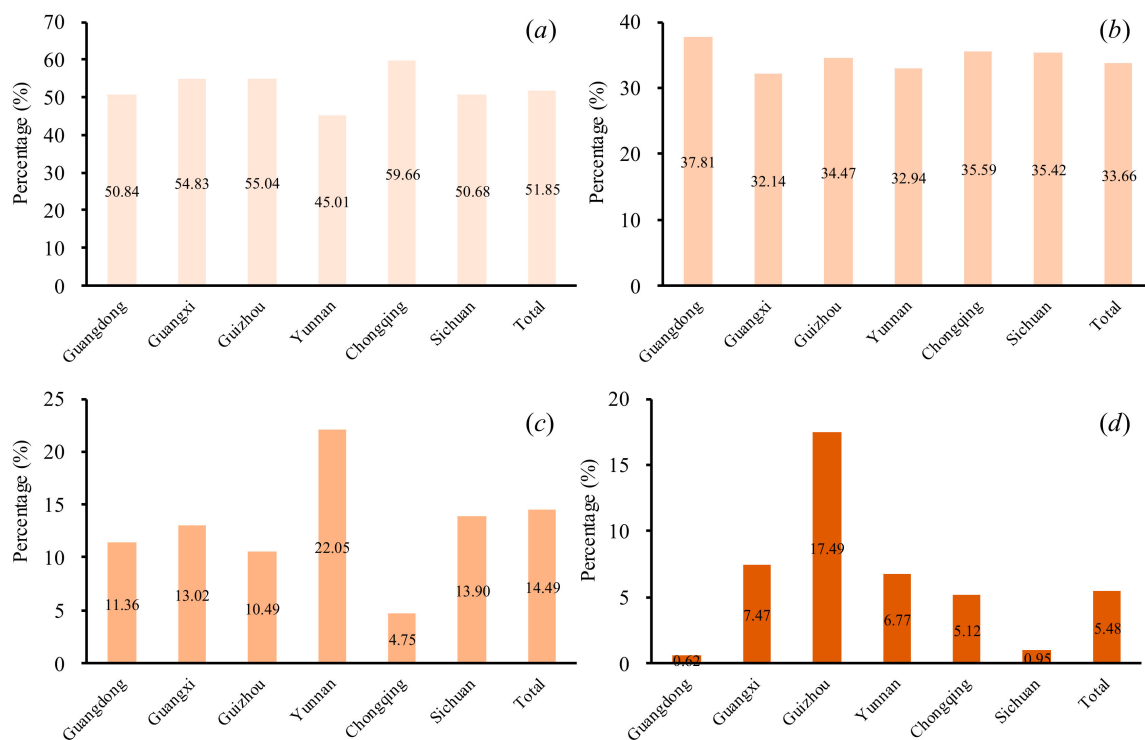 (a)
Percentage (%)
70
60
50
40
30
20
10
0
50.84
54.83
55.04
45.01
59.66
50.68
51.85
Guangdong
Guangxi
Guizhou
Yunnan
Chongqing
Sichuan
Total
(b)
Percentage (%)
40
30
20
10
0
37.81
32.14
34.47
32.94
35.59
35.42
33.66
Guangdong
Guangxi
Guizhou
Yunnan
Chongqing
Sichuan
Total
(c)
Percentage (%)
25
20
15
10
5
0
11.36
13.02
10.49
22.05
4.75
13.90
14.49
Guangdong
Guangxi
Guizhou
Yunnan
Chongqing
Sichuan
Total
(d)
Percentage (%)
20
15
10
5
0
0.62
7.47
17.49
6.77
5.12
0.95
5.48
Guangdong
Guangxi
Guizhou
Yunnan
Chongqing
Sichuan
Total